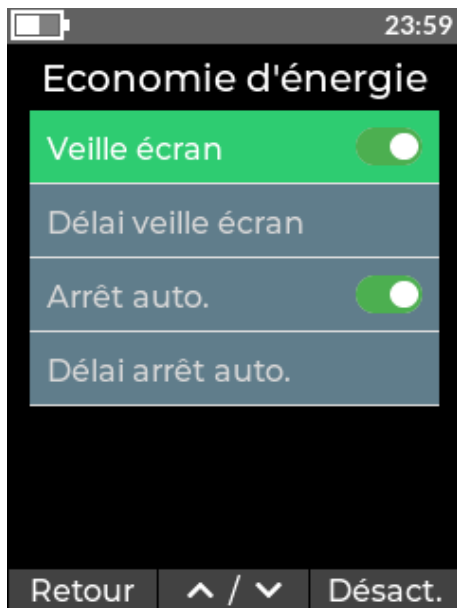 23:59
Economie d'énergie
Veille écran
Délai veille écran
Arrêt auto.
Délai arrêt auto.
Retour / Désact.